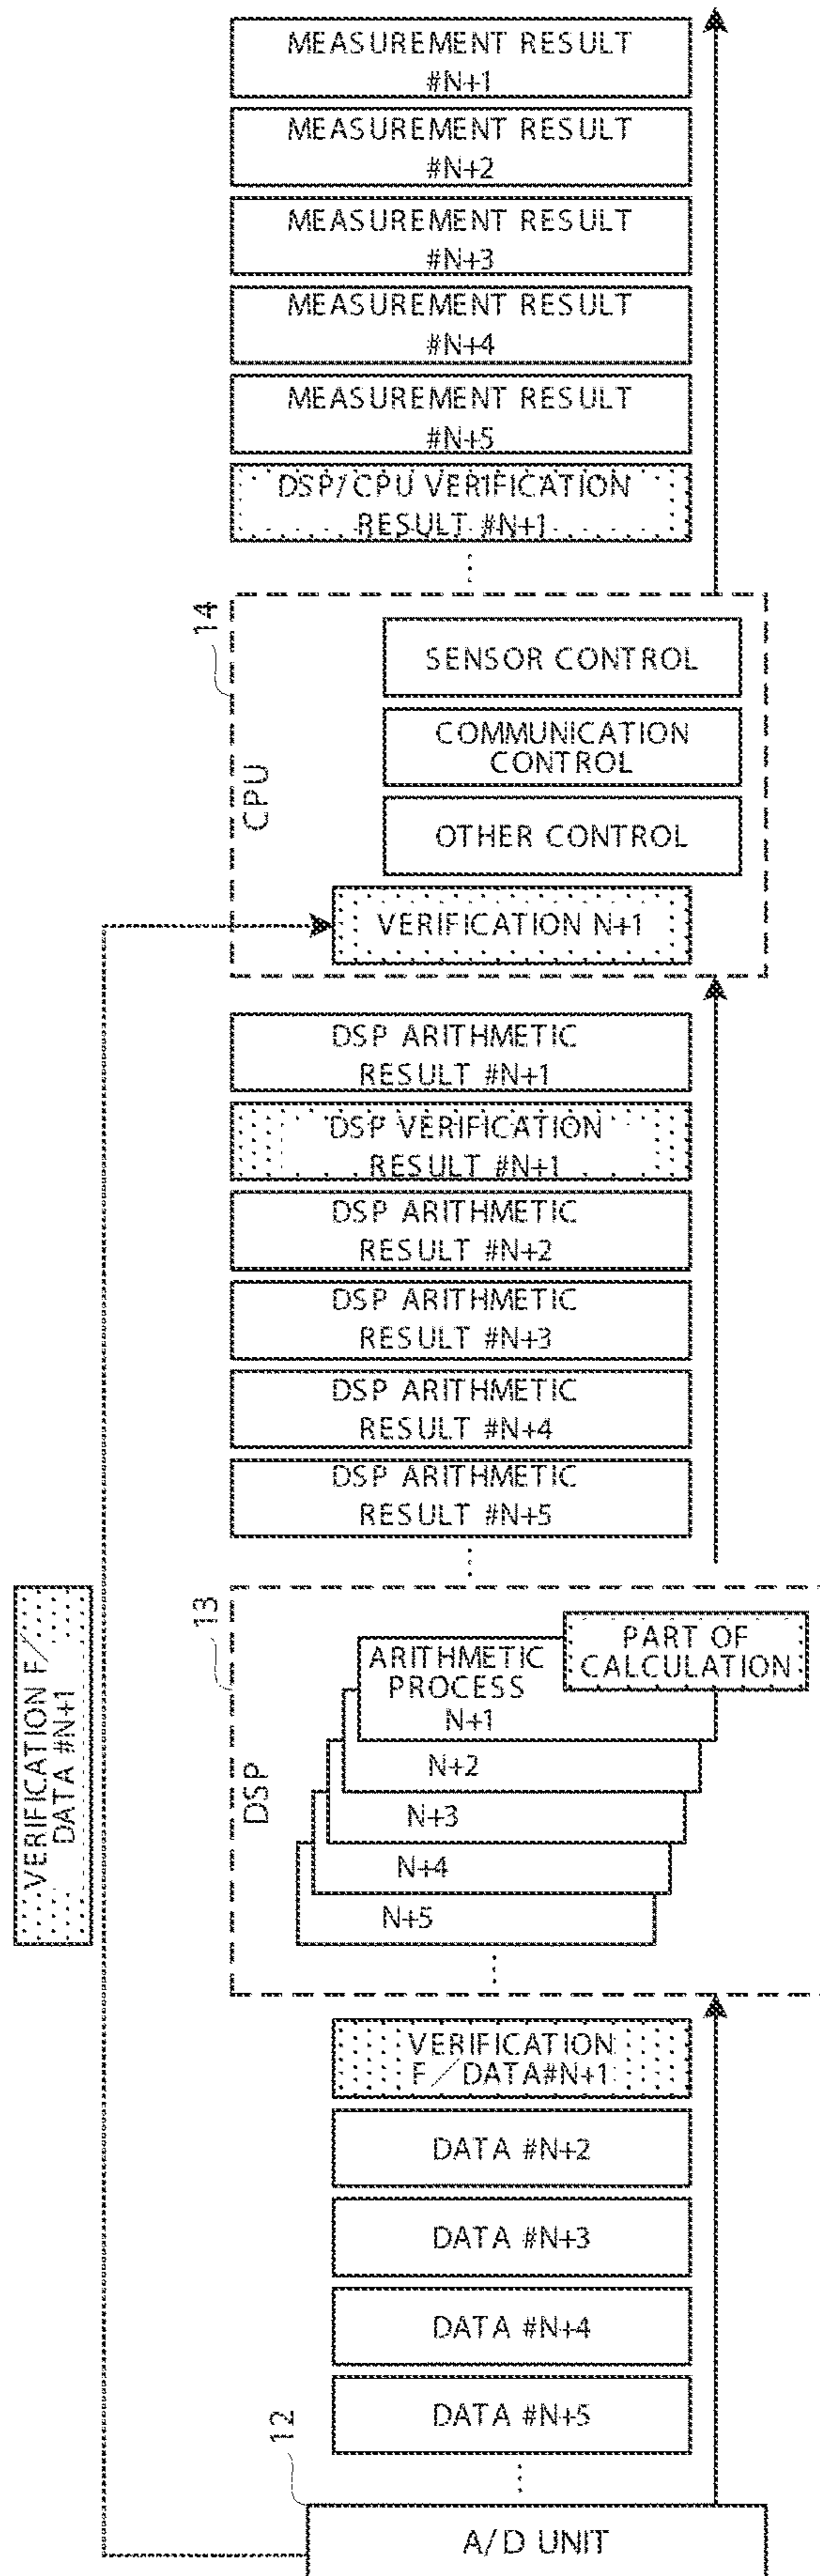 MEASUREMENT RESULT
#N+1
MEASUREMENT RESULT
#N+2
MEASUREMENT RESULT
#N+3
MEASUREMENT RESULT
#N+4
MEASUREMENT RESULT
#N+5
DSP/CPU VERIFICATION
RESULT #N+1
14
CPU
SENSOR CONTROL
COMMUNICATION
CONTROL
OTHER CONTROL
VERIFICATION N+1
DSP ARITHMETIC
RESULT #N+1
DSP VERIFICATION
RESULT #N+1
DSP ARITHMETIC
RESULT #N+2
DSP ARITHMETIC
RESULT #N+3
DSP ARITHMETIC
RESULT #N+4
DSP ARITHMETIC
RESULT #N+5
VERIFICATION F/
DATA #N+1
13
DSP
ARITHMETIC
PROCESS
N+1
PART OF
CALCULATION
N+2
N+3
N+4
N+5
VERIFICATION
F/DATA#N+1
DATA #N+2
DATA #N+3
DATA #N+4
DATA #N+5
12
A/D UNIT